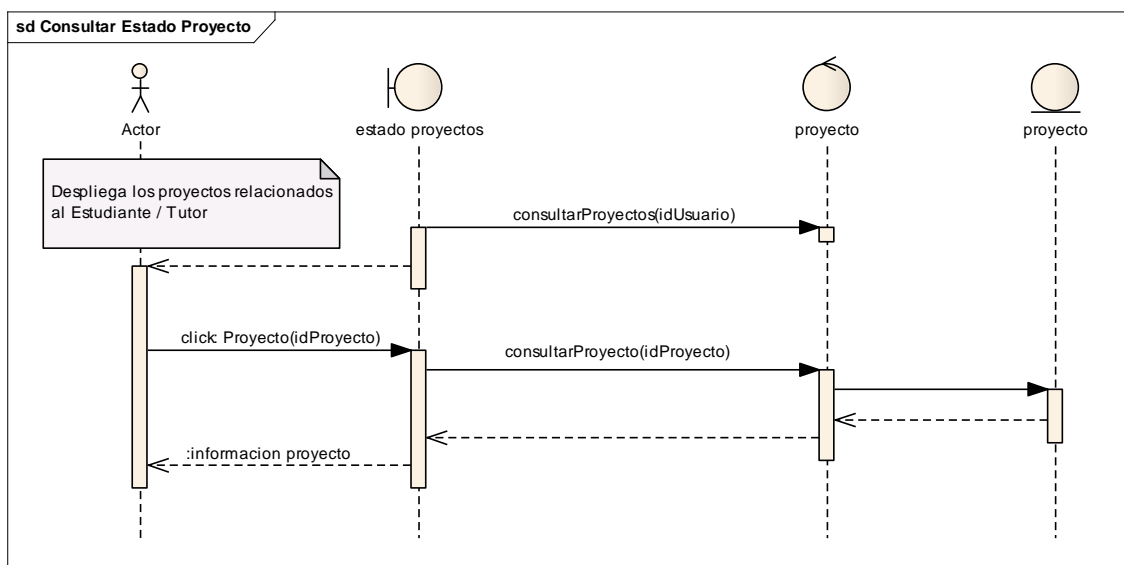 sd Consultar Estado Proyecto
Actor
estado proyectos
proyecto
proyecto
Despliega los proyectos relacionados
al Estudiante / Tutor
consultarProyectos(idUsuario)
click: Proyecto(idProyecto)
consultarProyecto(idProyecto)
:informacion proyecto